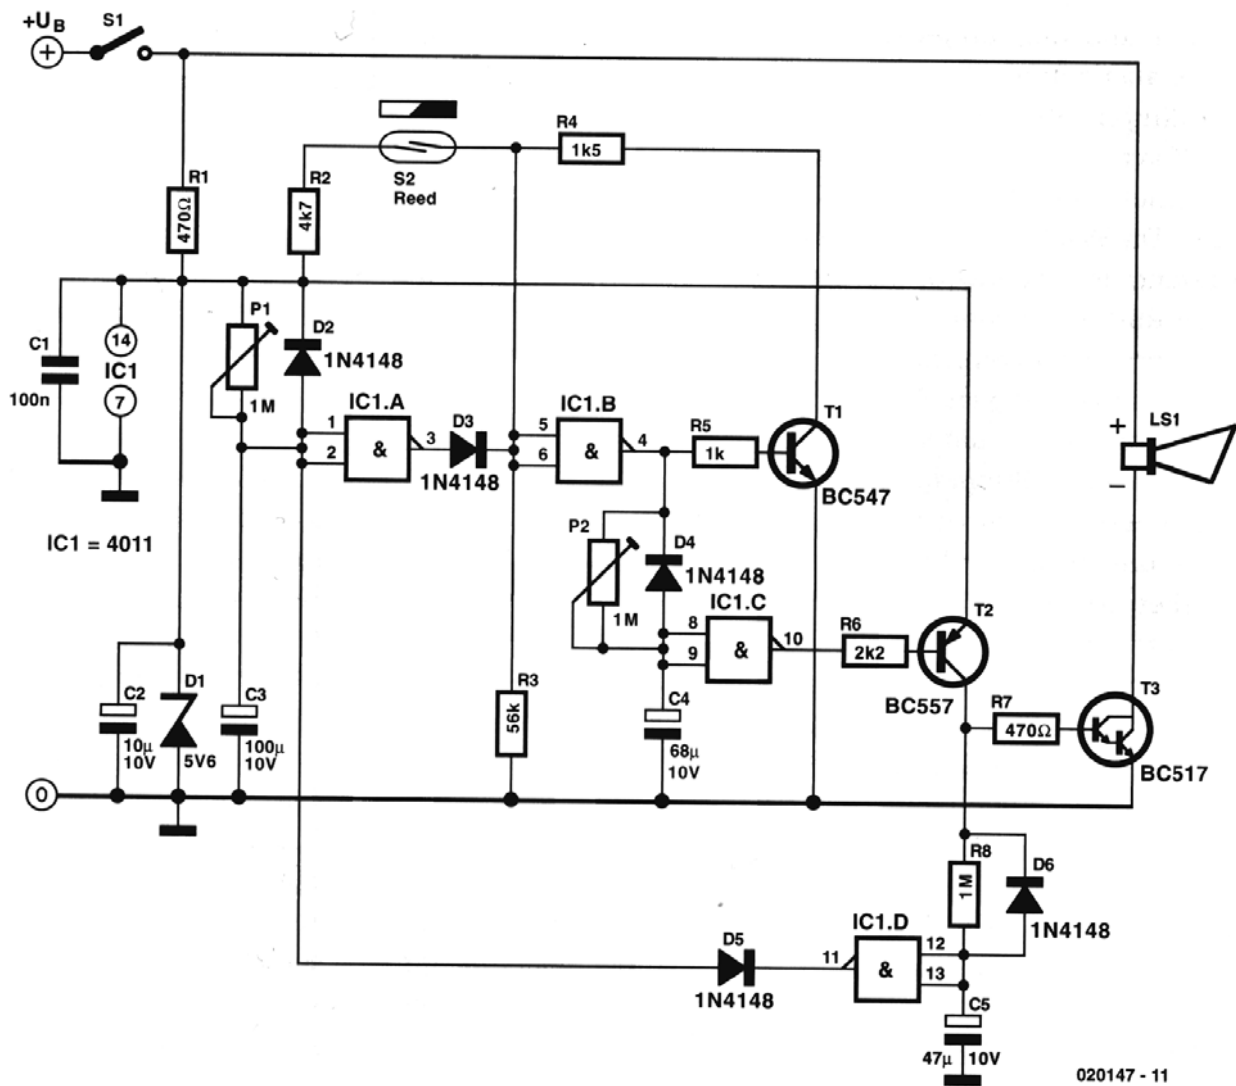 +UB
S1
+
R4
1k5
S2
Reed
R1
470Ω
R2
4k7
P1
1M
D2
1N4148
C1
100n
14
IC1
7
IC1 = 4011
IC1.A
1
2
&
3
D3
1N4148
IC1.B
5
6
&
4
R5
1k
T1
BC547
LS1
+
–
P2
1M
D4
1N4148
IC1.C
8
9
&
10
R6
2k2
T2
BC557
R3
56k
C4
68µ
10V
C2
10µ
10V
D1
5V6
C3
100µ
10V
R7
470Ω
T3
BC517
0
R8
1M
D6
1N4148
D5
1N4148
IC1.D
11
&
12
13
C5
47µ
10V
020147 - 11